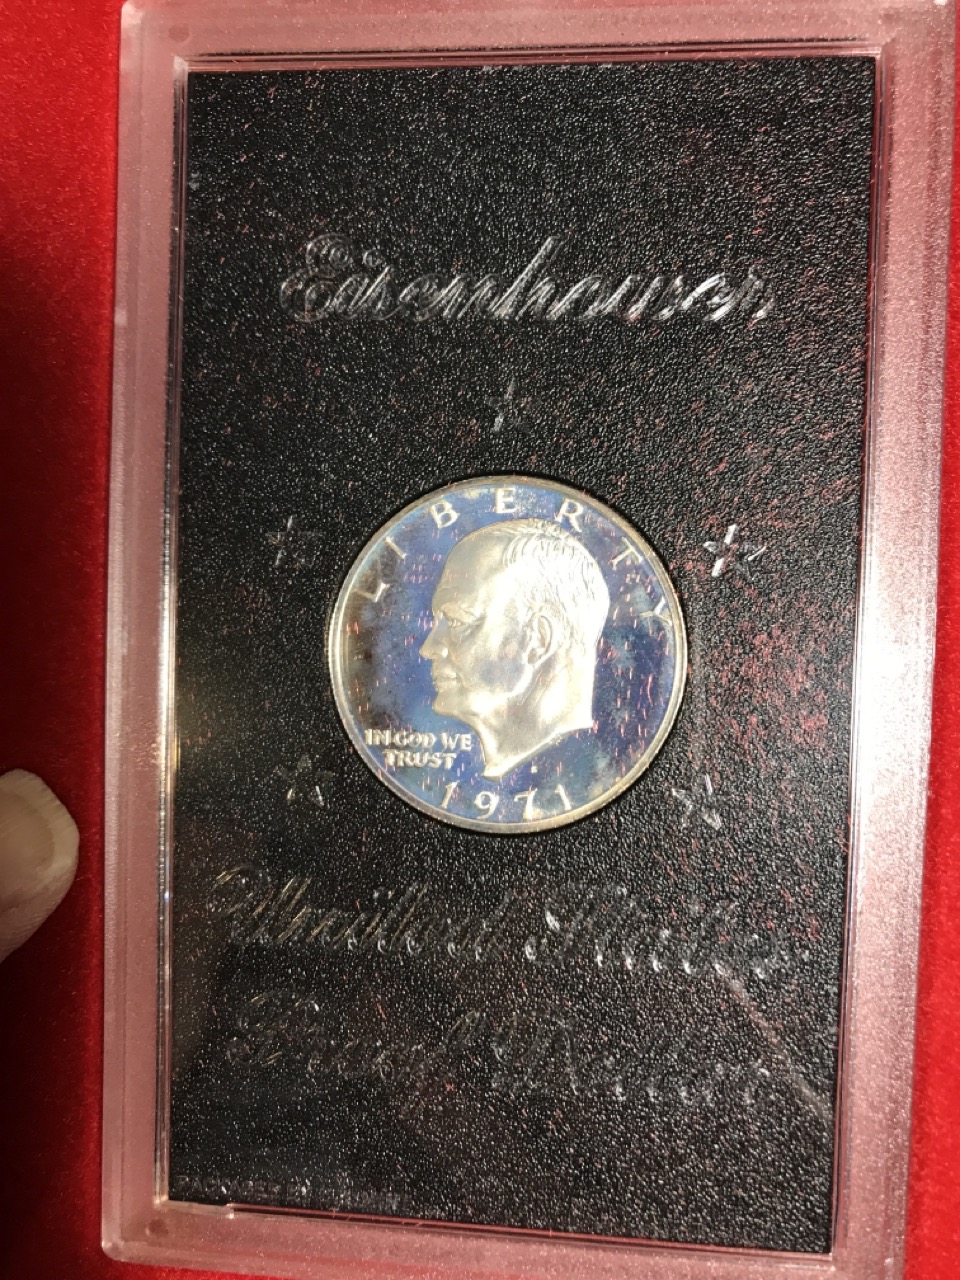 Eisenhower
LIBERTY
IN GOD WE
TRUST
1971
United States
Proof Dollar